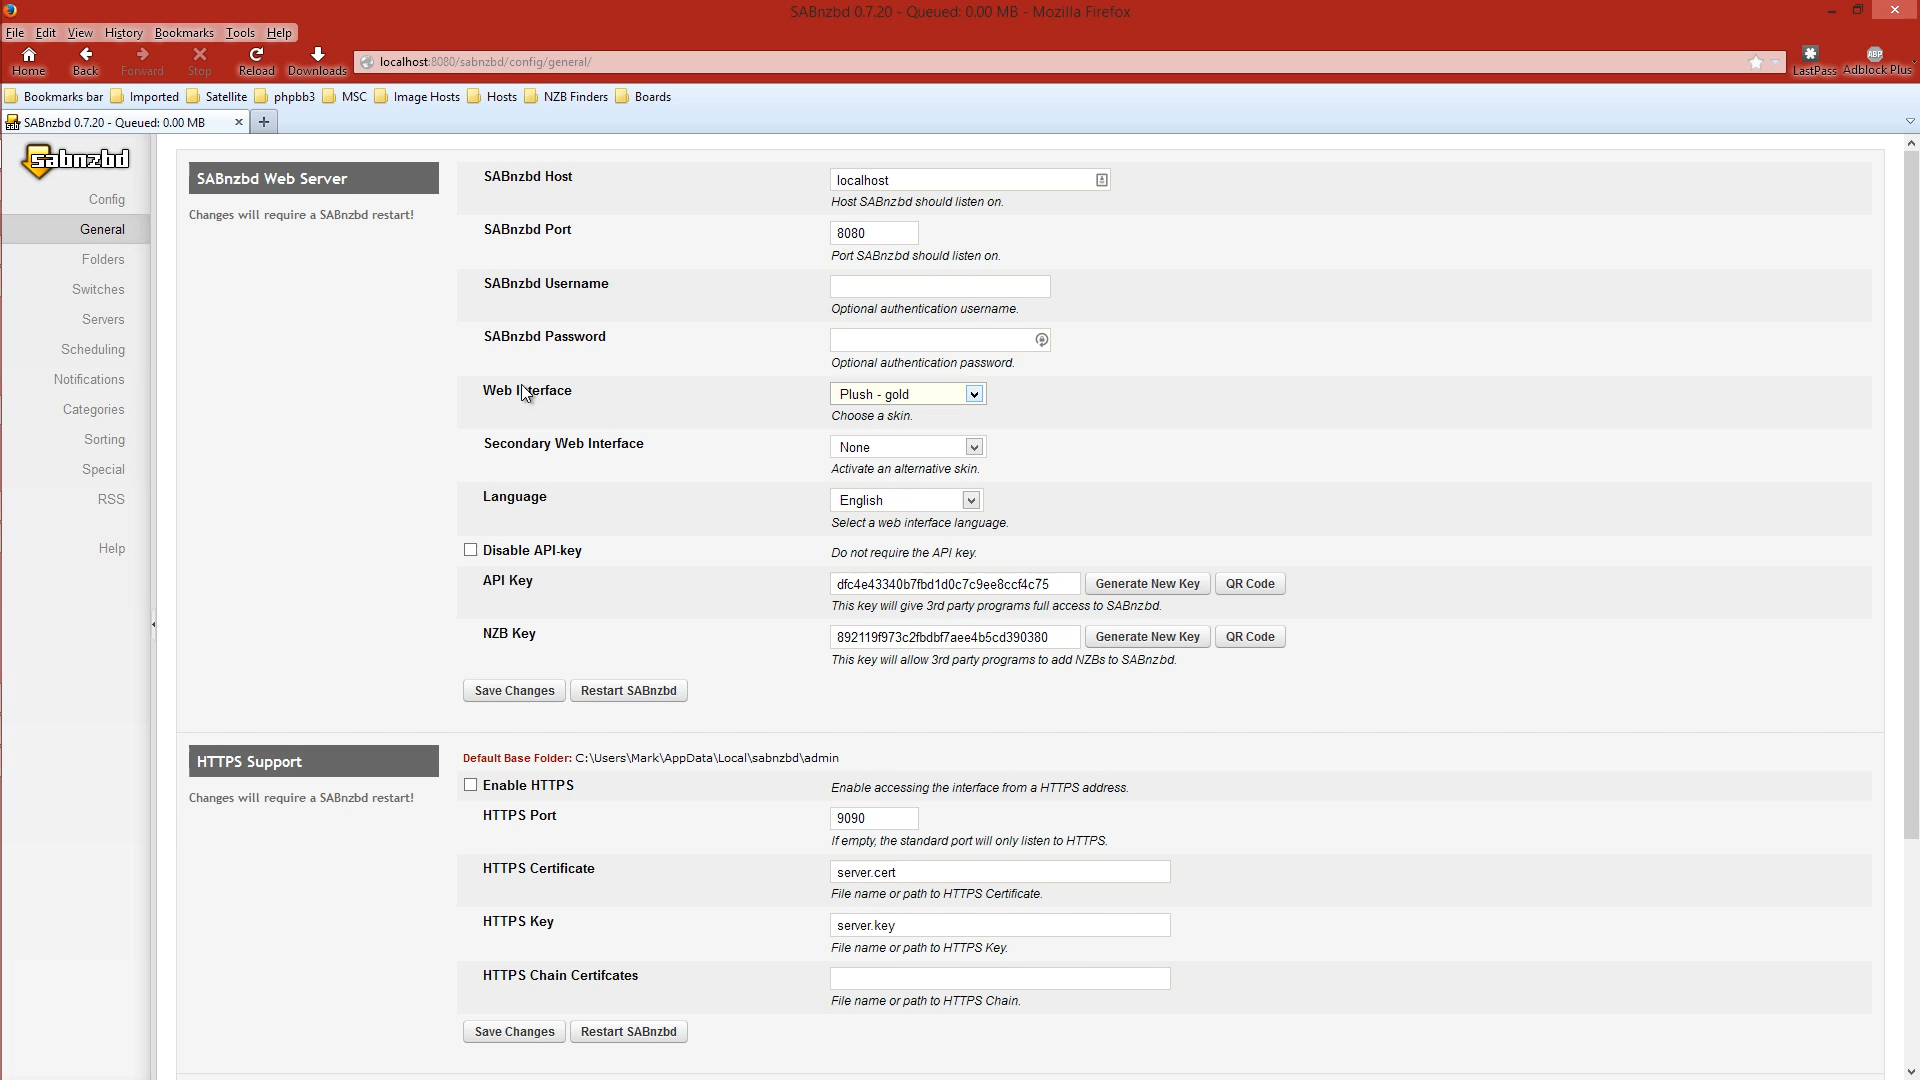 SABnzbd 0.7.20 - Queued: 0.00 MB - Mozilla Firefox
File Edit View History Bookmarks Tools Help
Home Back Forward Stop Reload Downloads localhost:8080/sabnzbd/config/general/ LastPass ABP Adblock Plus
Bookmarks bar Imported Satellite phpbb3 MSC Image Hosts Hosts NZB Finders Boards
SABnzbd 0.7.20 - Queued: 0.00 MB
sabnzbd
Config
General
Folders
Switches
Servers
Scheduling
Notifications
Categories
Sorting
Special
RSS
Help
SABnzbd Web Server
Changes will require a SABnzbd restart!
SABnzbd Host localhost
Host SABnzbd should listen on.
SABnzbd Port 8080
Port SABnzbd should listen on.
SABnzbd Username
Optional authentication username.
SABnzbd Password
Optional authentication password.
Web Interface Plush - gold
Choose a skin.
Secondary Web Interface None
Activate an alternative skin.
Language English
Select a web interface language.
Disable API-key Do not require the API key.
API Key dfc4e43340b7fbd1d0c7c9ee8ccf4c75 Generate New Key QR Code
This key will give 3rd party programs full access to SABnzbd.
NZB Key 892119f973c2fbdbf7aee4b5cd390380 Generate New Key QR Code
This key will allow 3rd party programs to add NZBs to SABnzbd.
Save Changes Restart SABnzbd
HTTPS Support
Changes will require a SABnzbd restart!
Default Base Folder: C:\Users\Mark\AppData\Local\sabnzbd\admin
Enable HTTPS Enable accessing the interface from a HTTPS address.
HTTPS Port 9090
If empty, the standard port will only listen to HTTPS.
HTTPS Certificate server.cert
File name or path to HTTPS Certificate.
HTTPS Key server.key
File name or path to HTTPS Key.
HTTPS Chain Certifcates
File name or path to HTTPS Chain.
Save Changes Restart SABnzbd